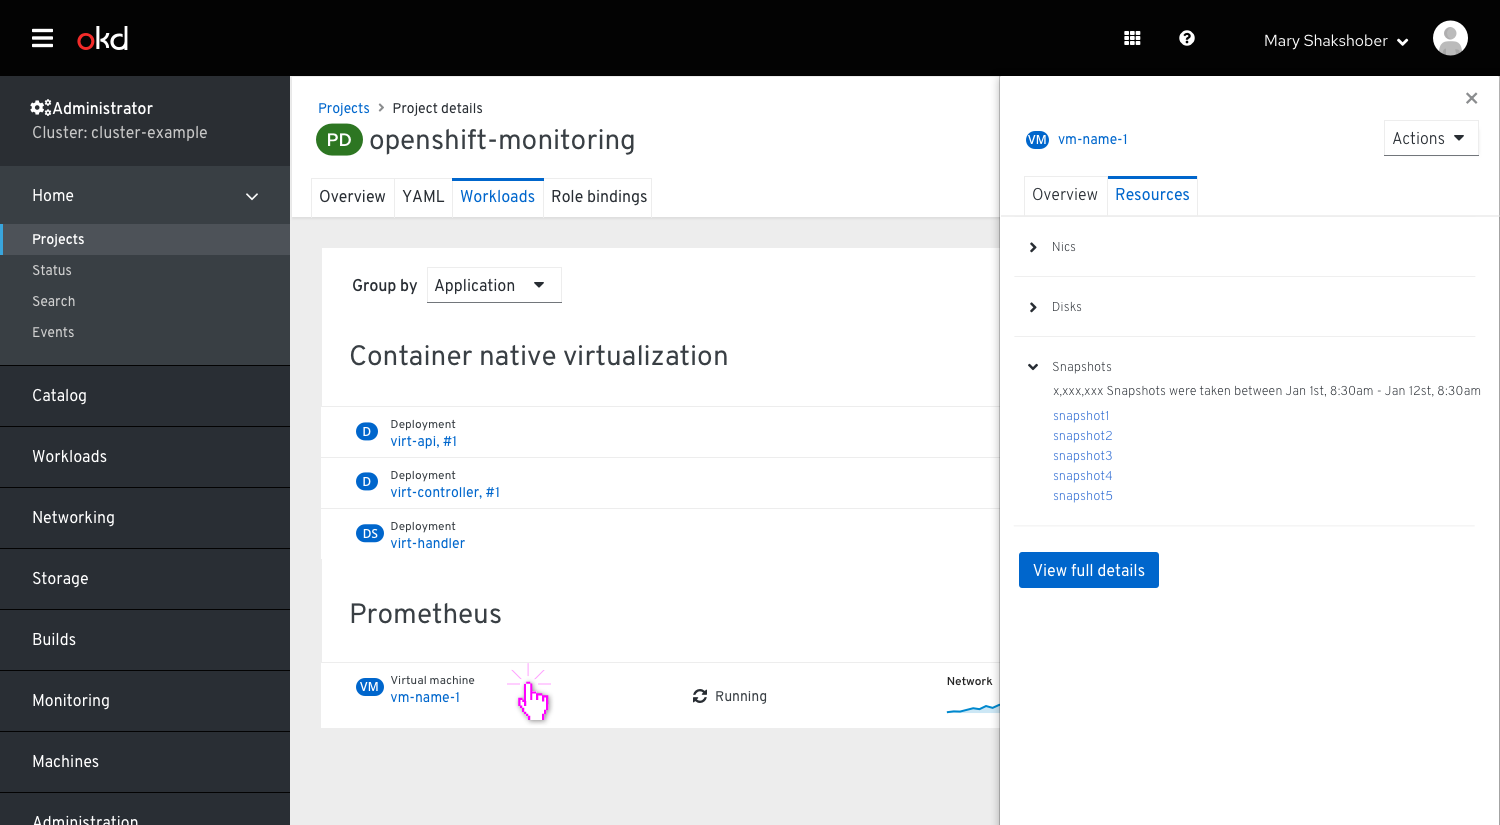 okd
Mary Shakshober
Administrator
Cluster: cluster-example
Home
Projects
Status
Search
Events
Catalog
Workloads
Networking
Storage
Builds
Monitoring
Machines
Administration
Projects > Project details
PD openshift-monitoring
Overview YAML Workloads Role bindings
Group by Application
Container native virtualization
Deployment
D virt-api, #1
Deployment
D virt-controller, #1
Deployment
DS virt-handler
Prometheus
Virtual machine
VM vm-name-1
Running
Network
VM vm-name-1
Actions
Overview Resources
Nics
Disks
Snapshots
x,xxx,xxx Snapshots were taken between Jan 1st, 8:30am - Jan 12st, 8:30am
snapshot1
snapshot2
snapshot3
snapshot4
snapshot5
View full details